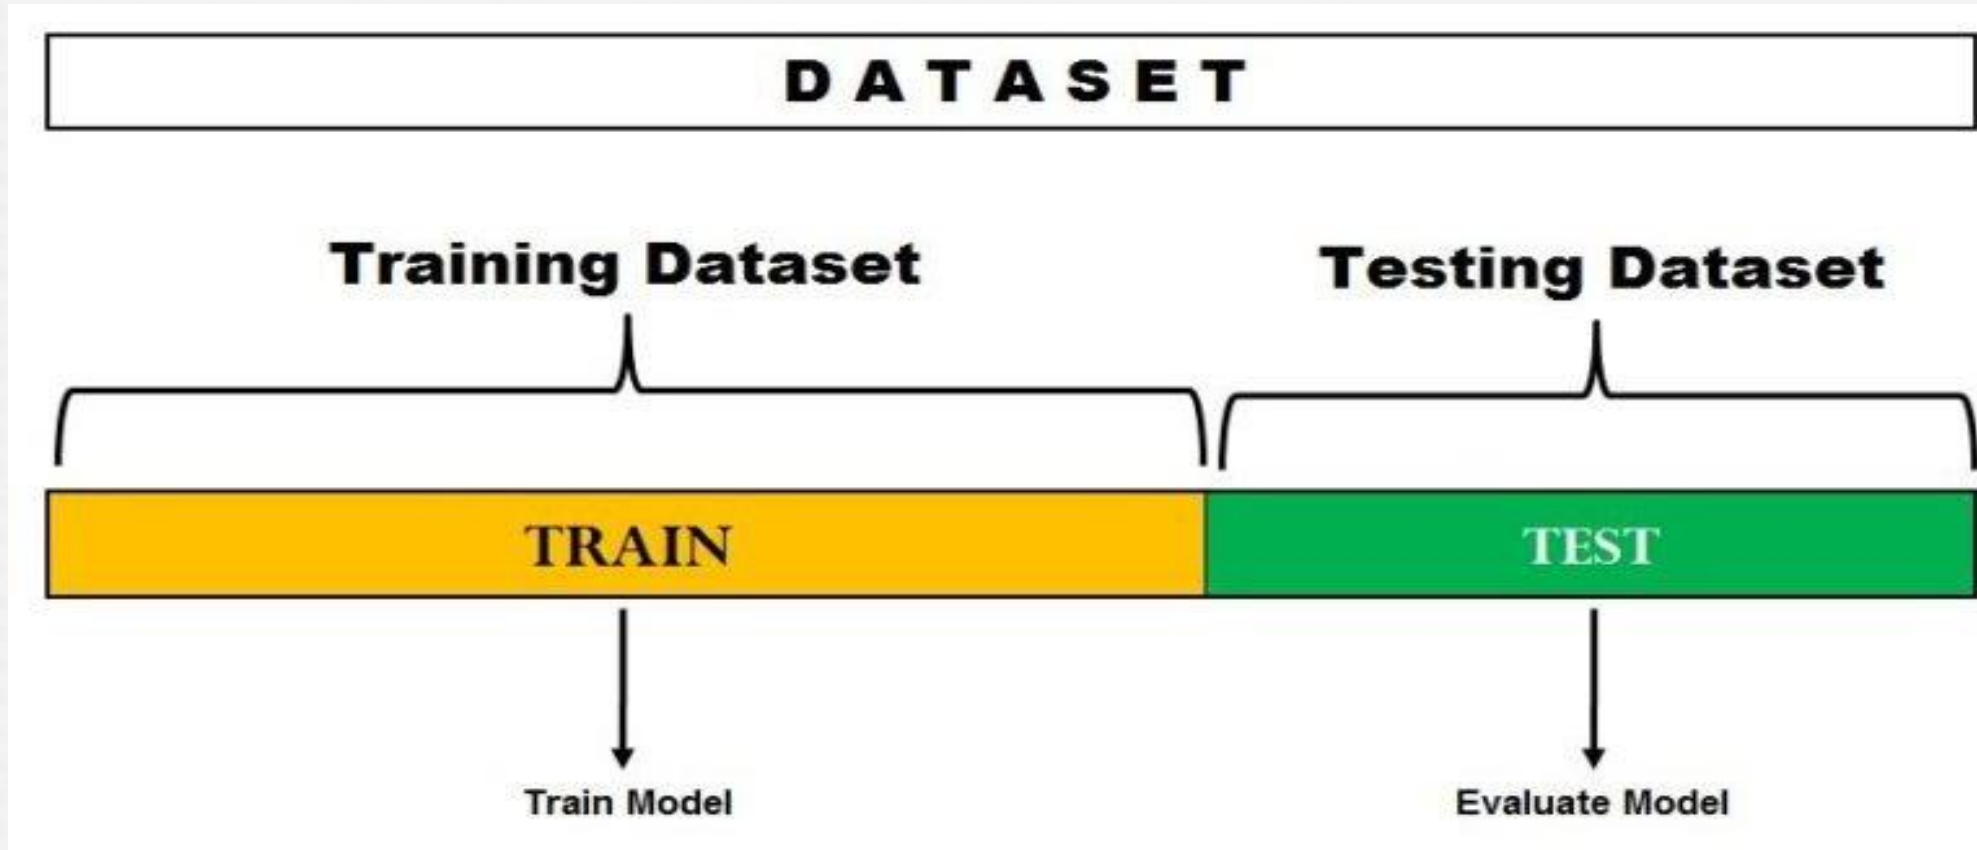 DATASET
Training Dataset
Testing Dataset
TRAIN
TEST
Train Model
Evaluate Model